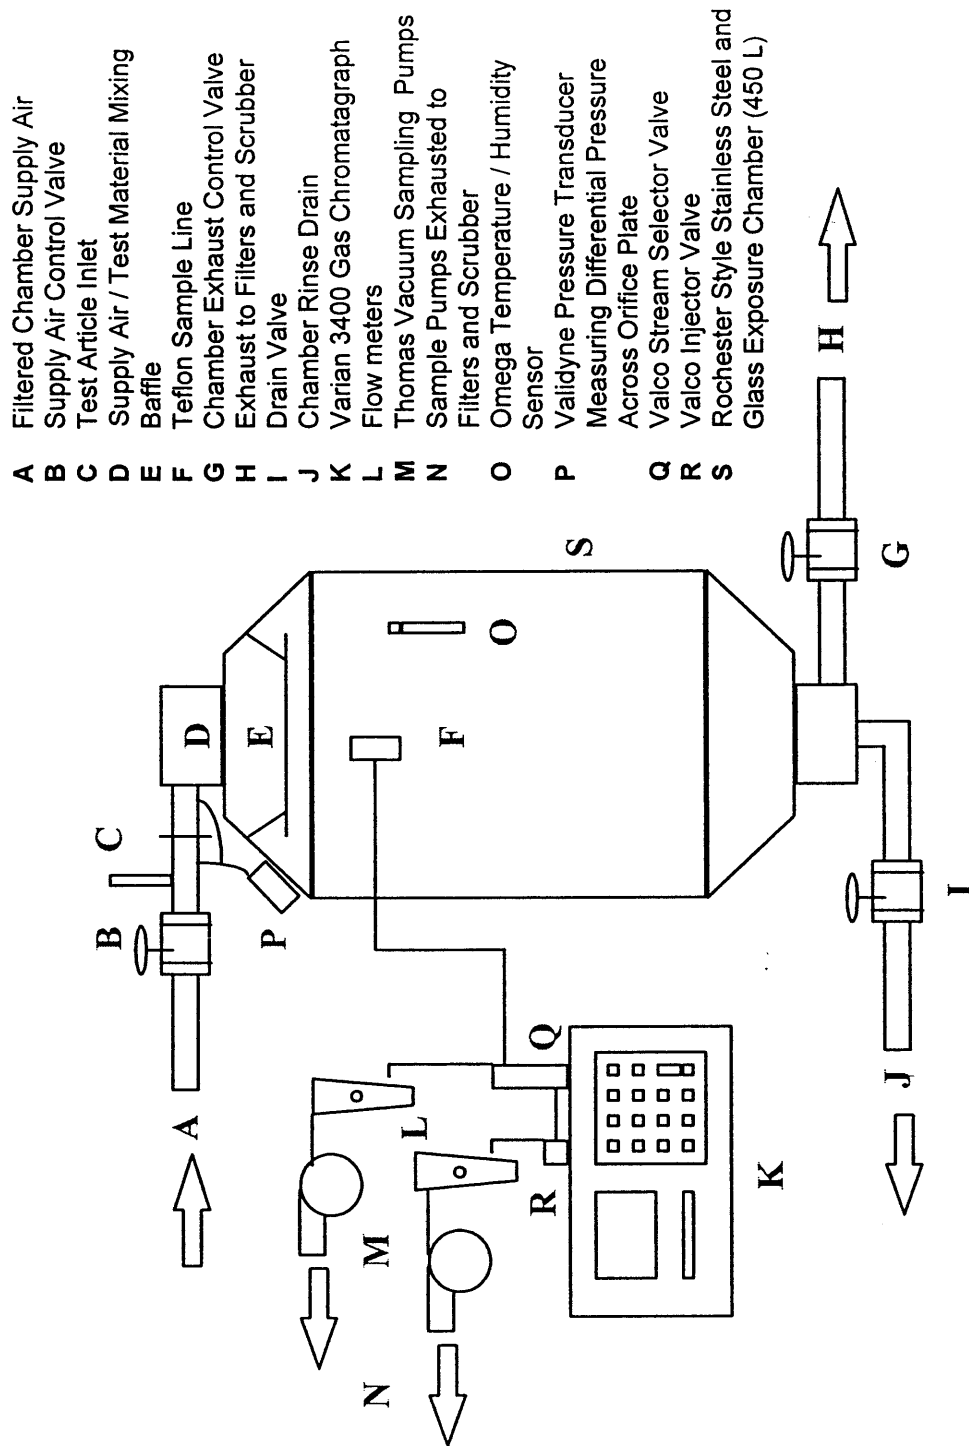 A Filtered Chamber Supply Air
B Supply Air Control Valve
C Test Article Inlet
D Supply Air / Test Material Mixing
E Baffle
F Teflon Sample Line
G Chamber Exhaust Control Valve
H Exhaust to Filters and Scrubber
I Drain Valve
J Chamber Rinse Drain
K Varian 3400 Gas Chromatagraph
L Flow meters
M Thomas Vacuum Sampling Pumps
N Sample Pumps Exhausted to
Filters and Scrubber
O Omega Temperature / Humidity
Sensor
P Validyne Pressure Transducer
Measuring Differential Pressure
Across Orifice Plate
Q Valco Stream Selector Valve
R Valco Injector Valve
S Rochester Style Stainless Steel and
Glass Exposure Chamber (450 L)
A
B
C
D
E
P
F
O
S
L
M
N
Q
R
K
J
I
G
H